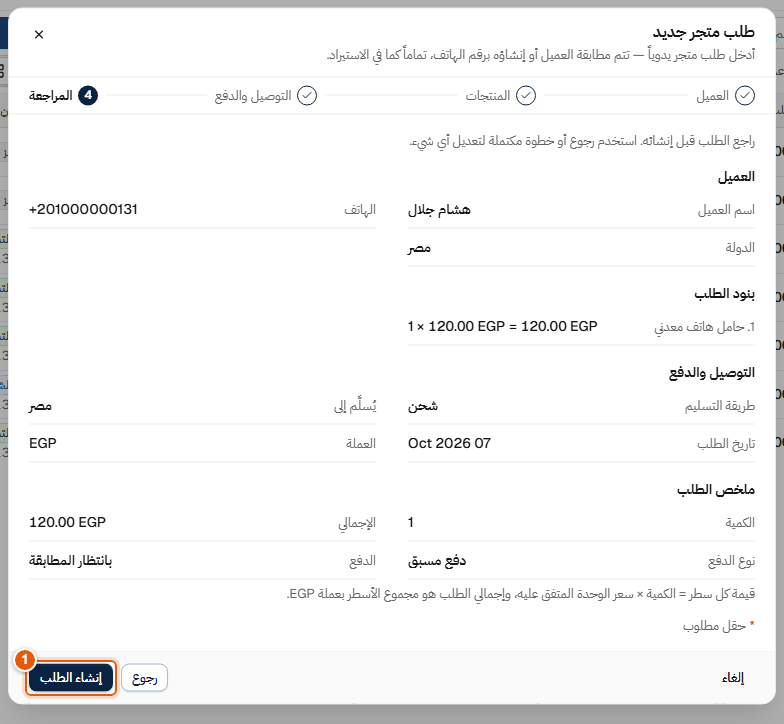 طلب متجر جديد
أدخل طلب متجر يدوياً — تتم مطابقة العميل أو إنشاؤه برقم الهاتف، تماماً كما في الاستيراد.
العميل
المنتجات
التوصيل والدفع
4 المراجعة
راجع الطلب قبل إنشائه. استخدم رجوع أو خطوة مكتملة لتعديل أي شيء.
العميل
اسم العميل هشام جلال
الهاتف +201000000131
الدولة مصر
بنود الطلب
1. حامل هاتف معدني 1 × 120.00 EGP = 120.00 EGP
التوصيل والدفع
طريقة التسليم شحن
يُسلَّم إلى مصر
تاريخ الطلب 07 Oct 2026
العملة EGP
ملخص الطلب
الكمية 1
الإجمالي 120.00 EGP
نوع الدفع دفع مسبق
الدفع بانتظار المطابقة
قيمة كل سطر = الكمية × سعر الوحدة المتفق عليه، وإجمالي الطلب هو مجموع الأسطر بعملة EGP.
* حقل مطلوب
إلغاء
رجوع
إنشاء الطلب
1